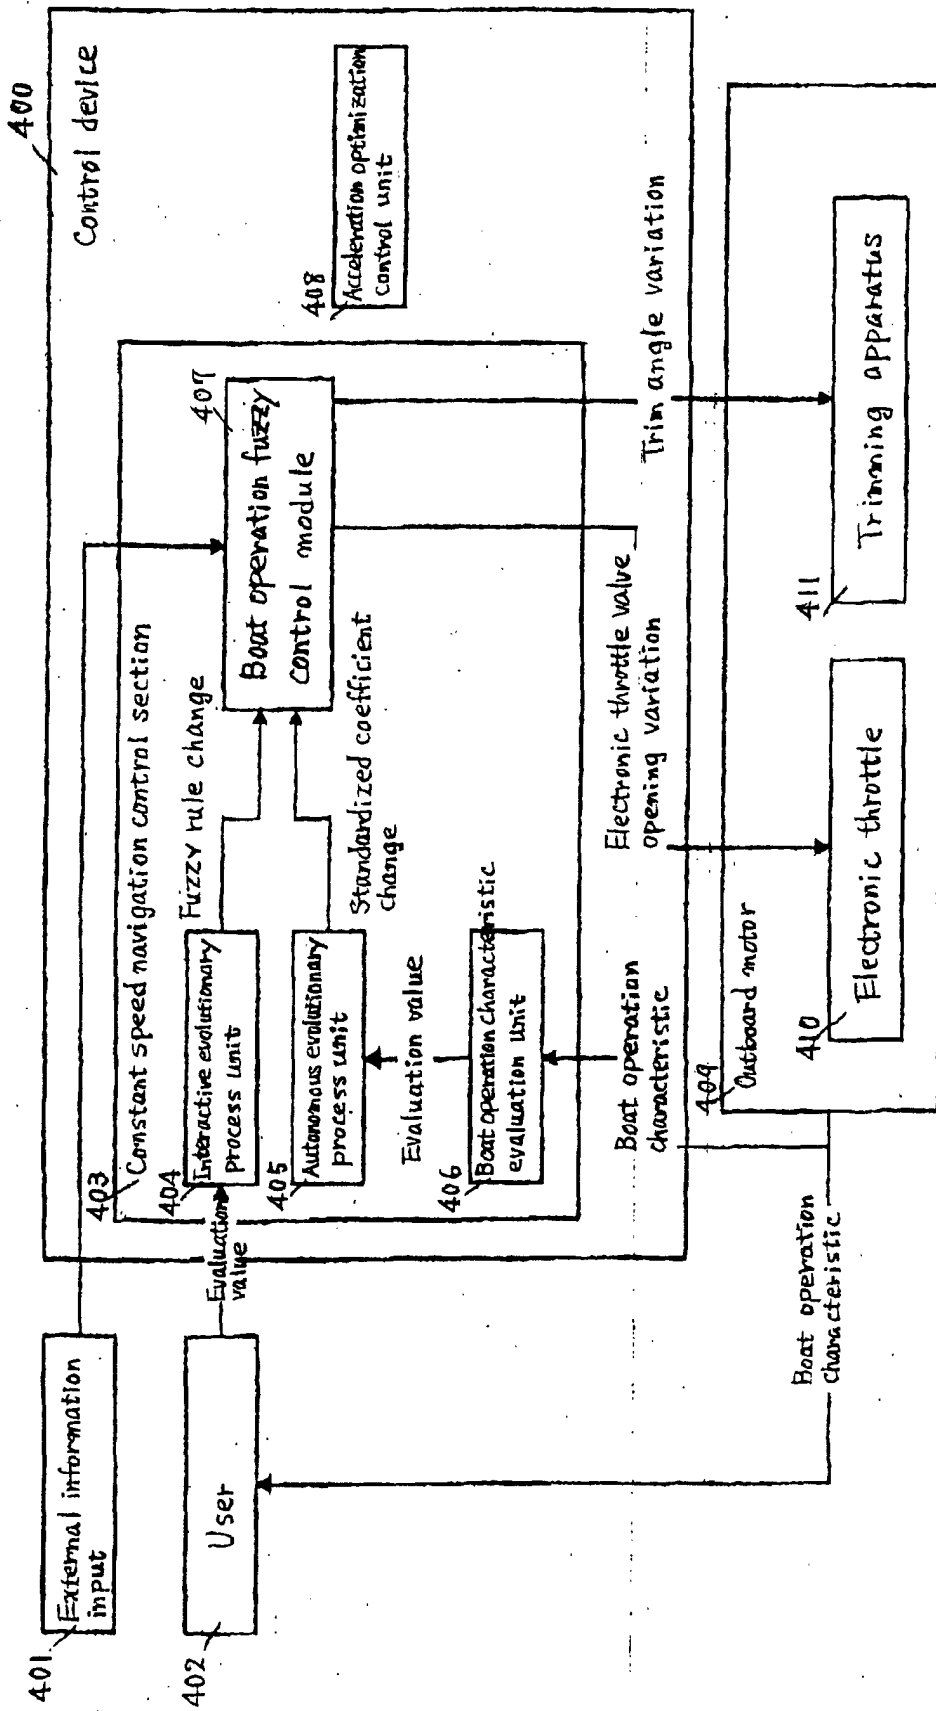 400
Control device
401
External information
input
402
User
Evaluation
value
403
Constant speed navigation control section
404
Interactive evolutionary
process unit
Fuzzy rule change
405
Autonomous evolutionary
process unit
Standardized coefficient
change
Evaluation value
406
Boat operation characteristic
evaluation unit
407
Boat operation fuzzy
control module
408
Acceleration optimization
control unit
Boat operation
characteristic
Electronic throttle valve
opening variation
Trim angle variation
409
Outboard motor
410
Electronic throttle
411
Trimming apparatus
Boat operation
characteristic